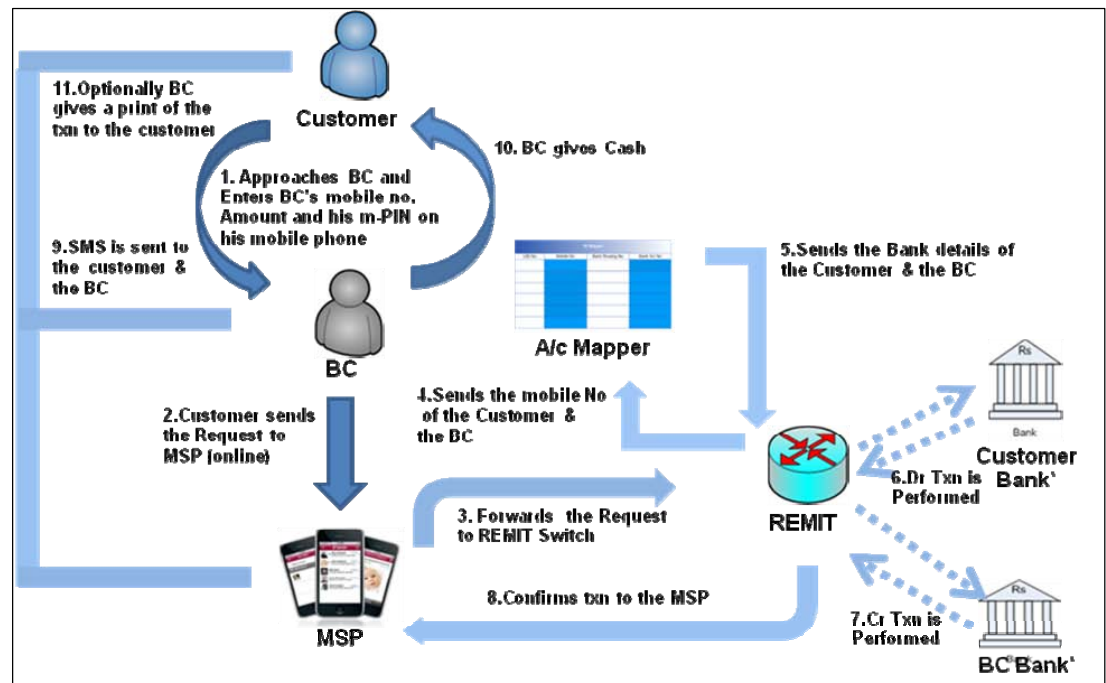 11.Optionally BC
gives a print of the
txn to the customer
Customer
10. BC gives Cash
1. Approaches BC and
Enters BC's mobile no.
Amount and his m-PIN on
his mobile phone
9.SMS is sent to
the customer &
the BC
BC
A/c Mapper
5.Sends the Bank details of
the Customer & the BC
2.Customer sends
the Request to
MSP (online)
4.Sends the mobile No
of the Customer &
the BC
Rs
Bank
Customer
Bank'
6.Dr Txn is
Performed
REMIT
3. Forwards the Request
to REMIT Switch
8.Confirms txn to the MSP
MSP
7.Cr Txn is
Performed
Rs
BC Bank'